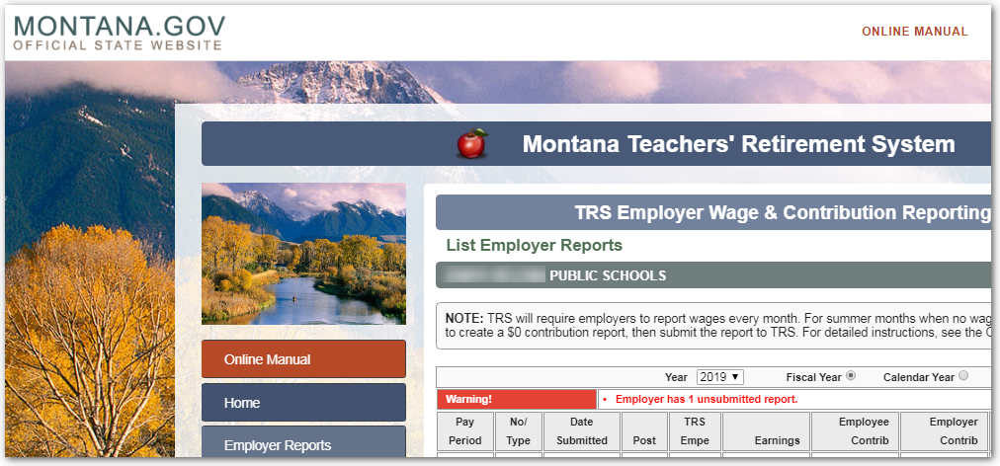 MONTANA.GOV
OFFICIAL STATE WEBSITE
ONLINE MANUAL
Montana Teachers' Retirement System
TRS Employer Wage & Contribution Reporting
List Employer Reports
PUBLIC SCHOOLS
NOTE: TRS will require employers to report wages every month. For summer months when no
to create a $0 contribution report, then submit the report to TRS. For detailed instructions, see the
Online Manual
Home
Employer Reports
Year 2019 Fiscal Year Calendar Year
Warning! • Employer has 1 unsubmitted report.
Pay No/ Date TRS Employee Employer
Period Type Submitted Post Empe Earnings Contrib Contrib